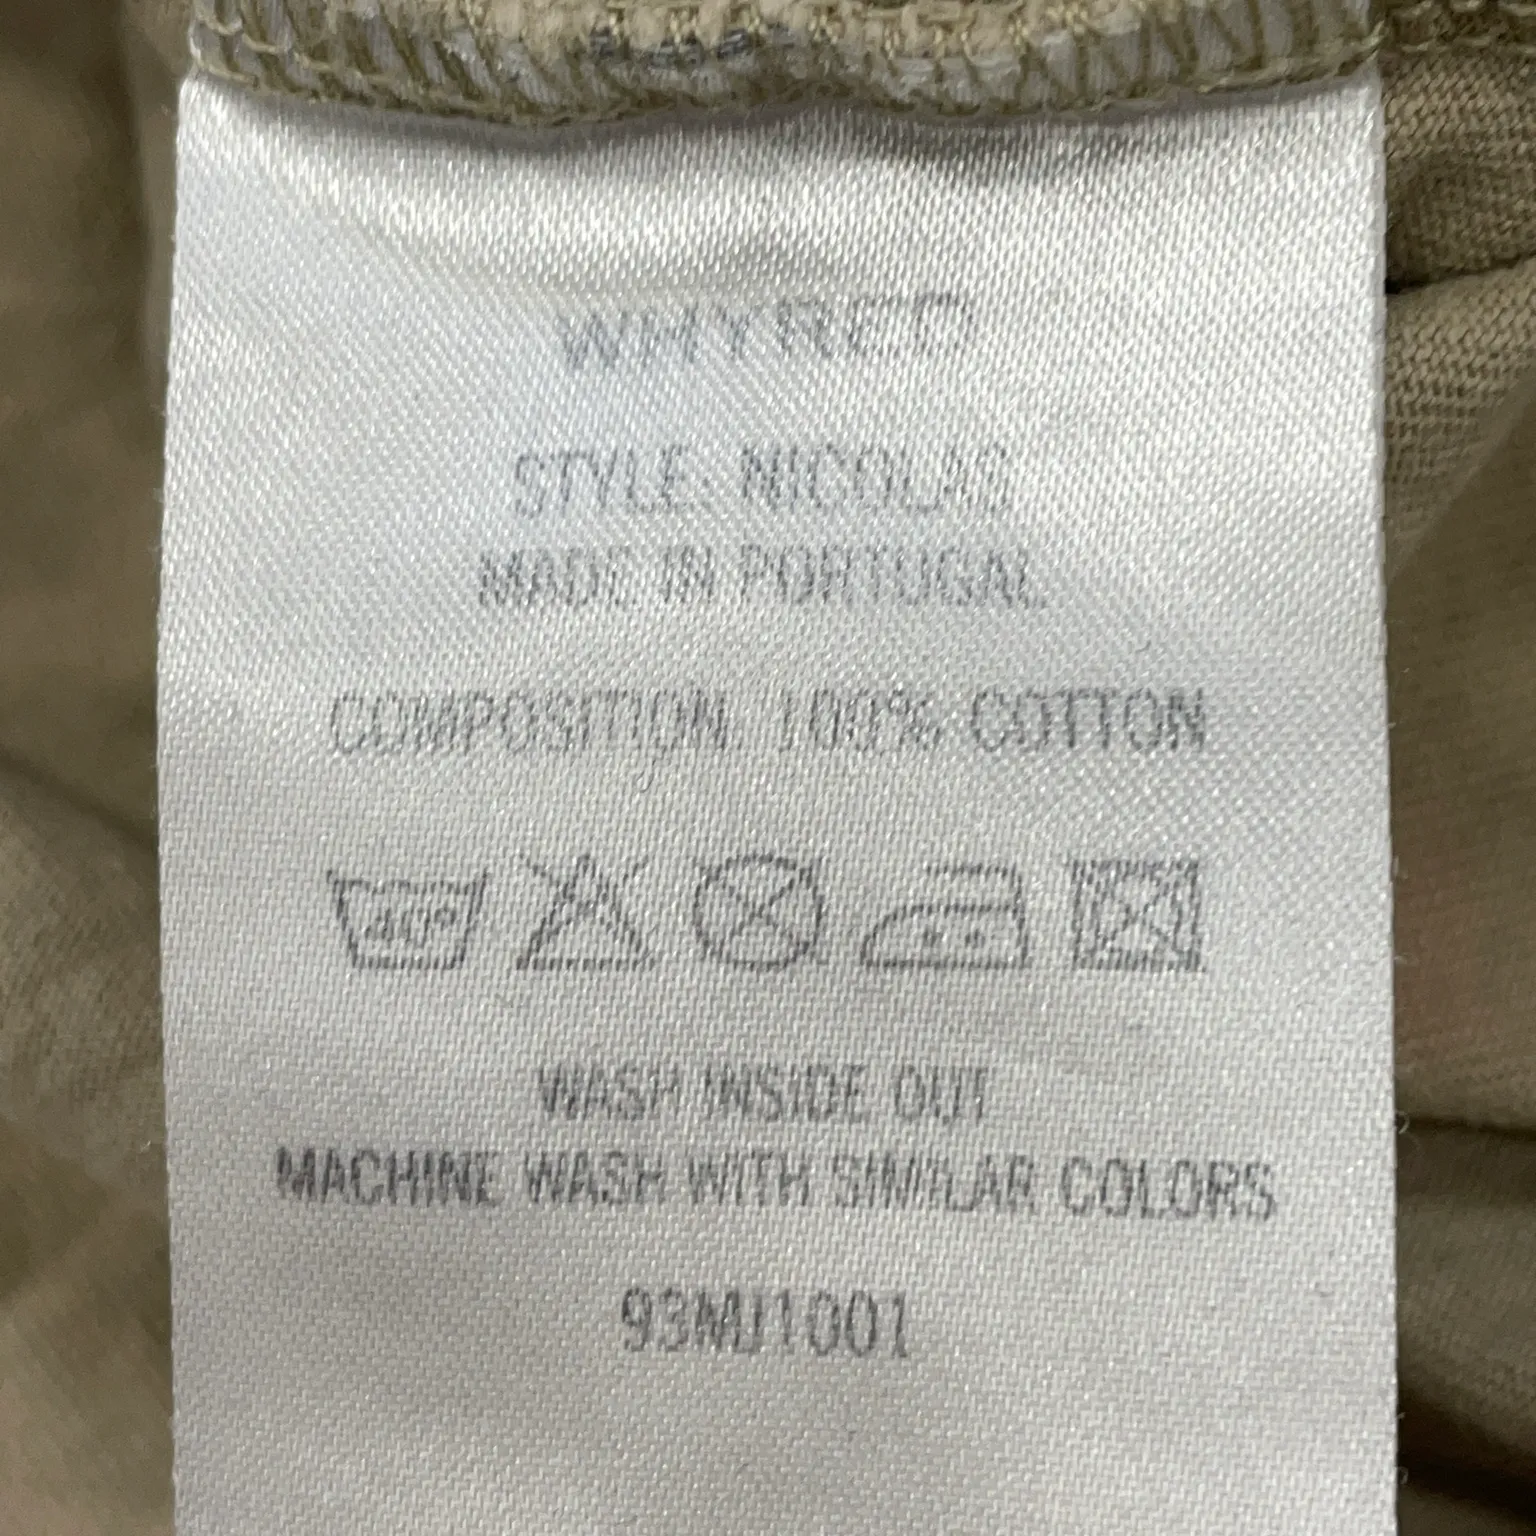 WHYRED
STYLE: NICOLAS
MADE IN PORTUGAL
COMPOSITION: 100% COTTON
40°
WASH INSIDE OUT
MACHINE WASH WITH SIMILAR COLORS
93MJ1001